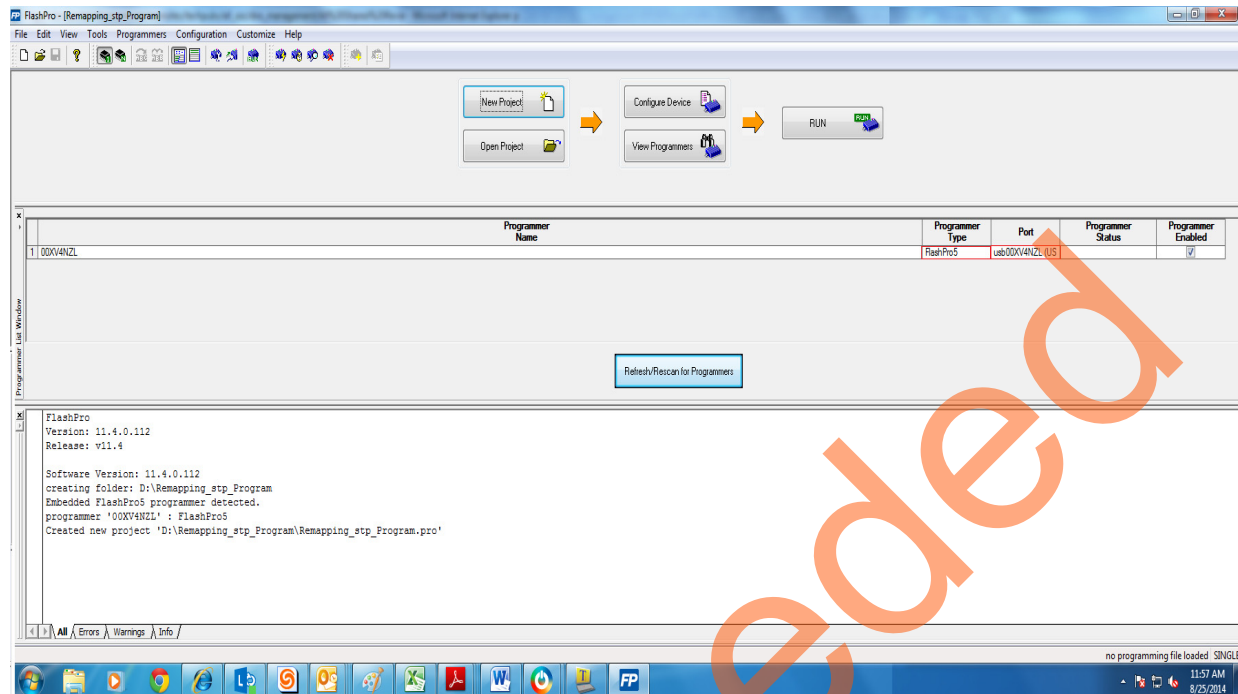 FlashPro - [Remapping_stp_Program]
File Edit View Tools Programmers Configuration Customize Help
New Project
Configure Device
RUN
RUN
Open Project
View Programmers
Programmer Name
Programmer Type
Port
Programmer Status
Programmer Enabled
1 00XV4NZL FlashPro5 usb00XV4NZL (US
Programmer List Window
Refresh/Rescan for Programmers
FlashPro
Version: 11.4.0.112
Release: v11.4
Software Version: 11.4.0.112
creating folder: D:\Remapping_stp_Program
Embedded FlashPro5 programmer detected.
programmer '00XV4NZL' : FlashPro5
Created new project 'D:\Remapping_stp_Program\Remapping_stp_Program.pro'
All Errors Warnings Info
no programming file loaded SINGLE
FP
11:57 AM
8/25/2014
eded